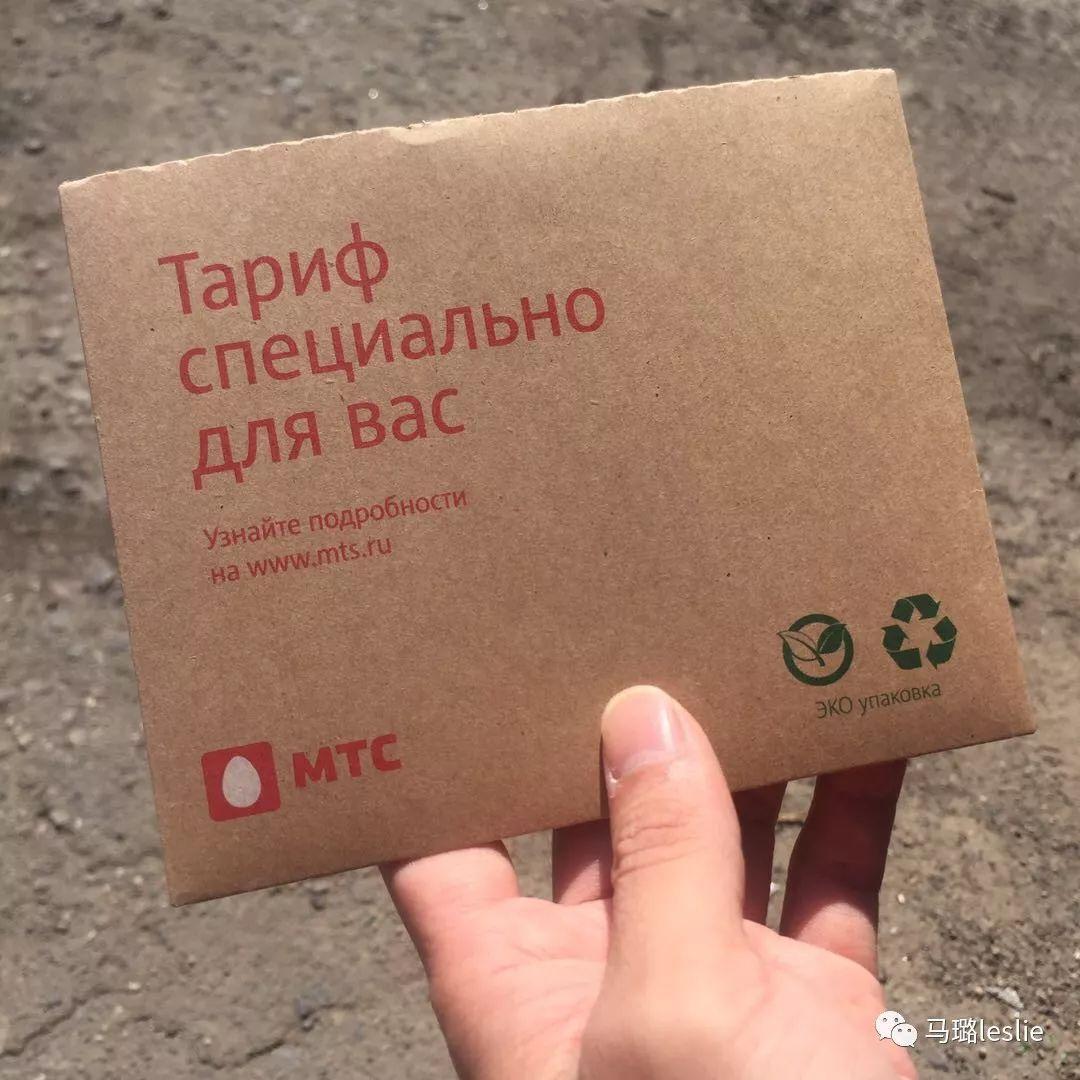 Тариф
специально
для вас
Узнайте подробности
на www.mts.ru
ЭКО упаковка
МТС
马璐leslie